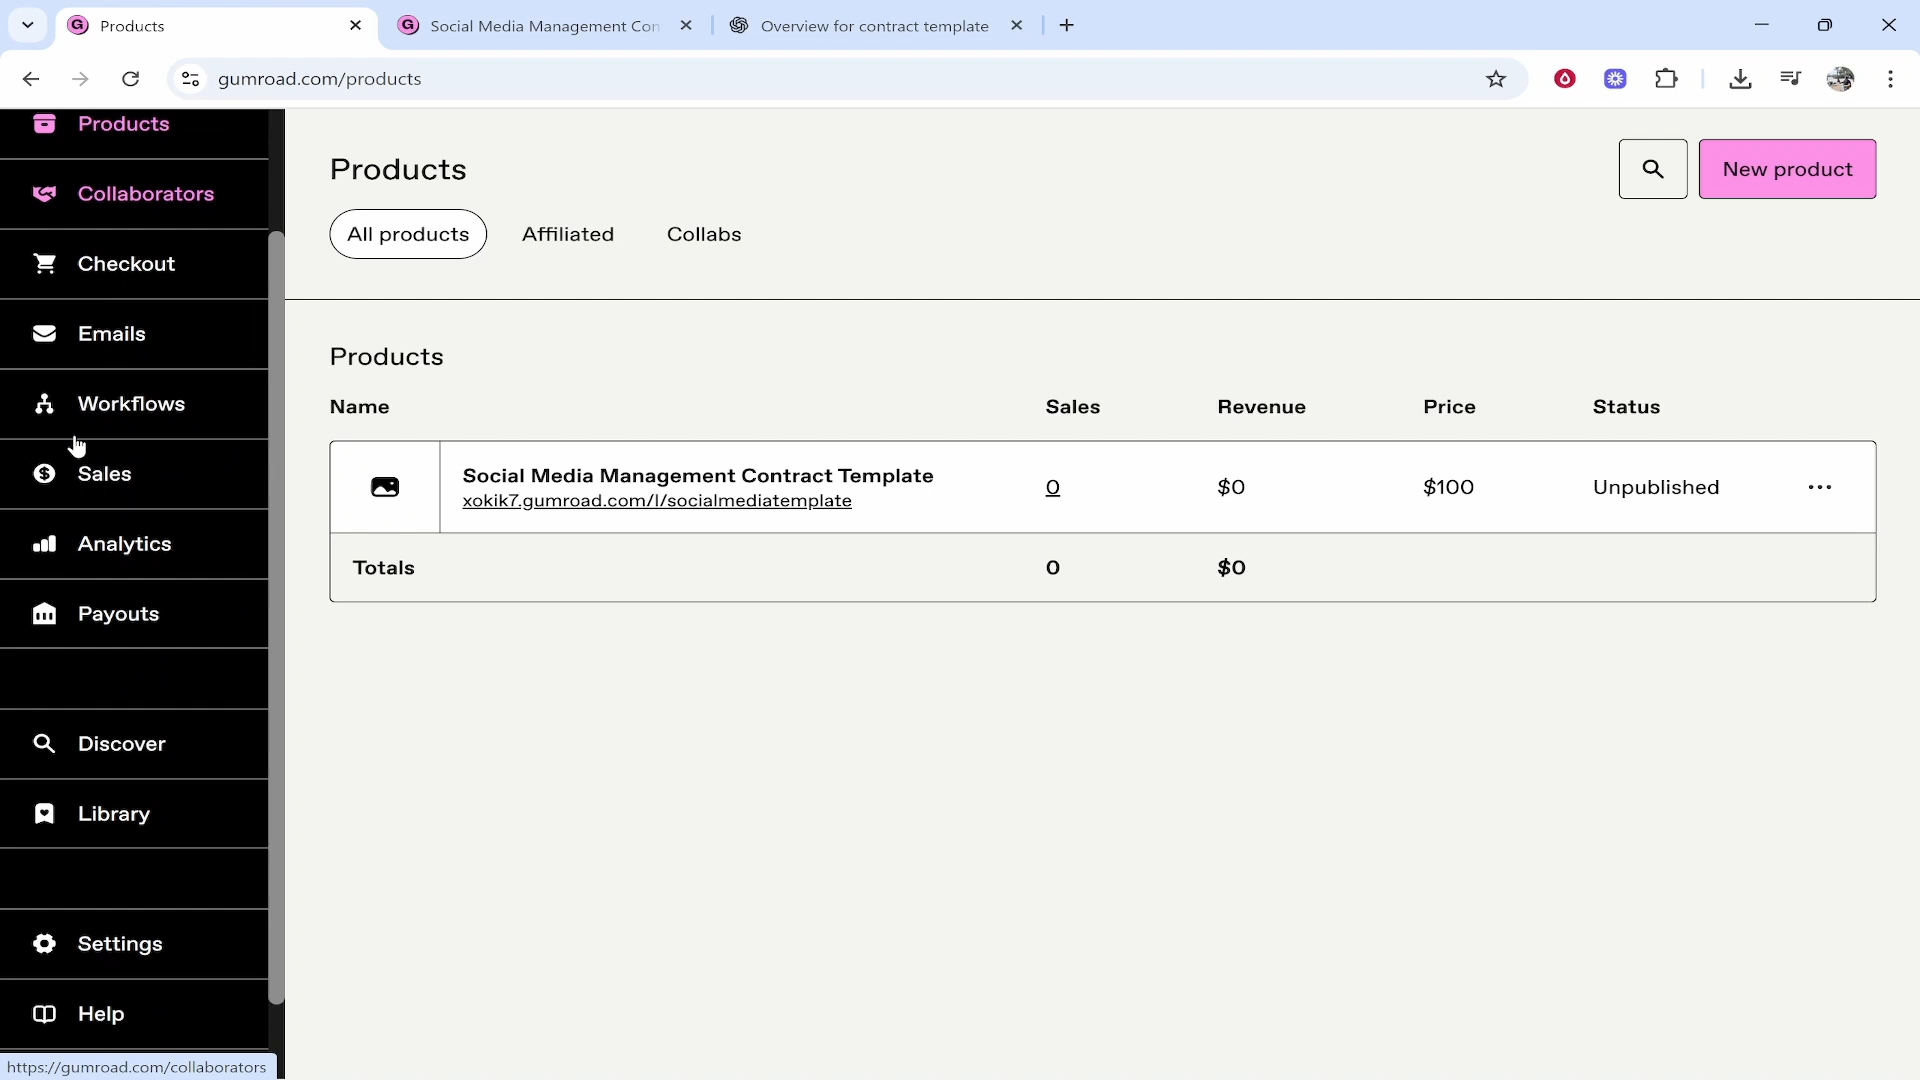 Products
Social Media Management Con
Overview for contract template
gumroad.com/products
Products
Collaborators
Checkout
Emails
Workflows
Sales
Analytics
Payouts
Discover
Library
Settings
Help
https://gumroad.com/collaborators
Products
New product
All products
Affiliated
Collabs
Products
Name Sales Revenue Price Status
Social Media Management Contract Template
xokik7.gumroad.com/l/socialmediatemplate
0 $0 $100 Unpublished
Totals 0 $0